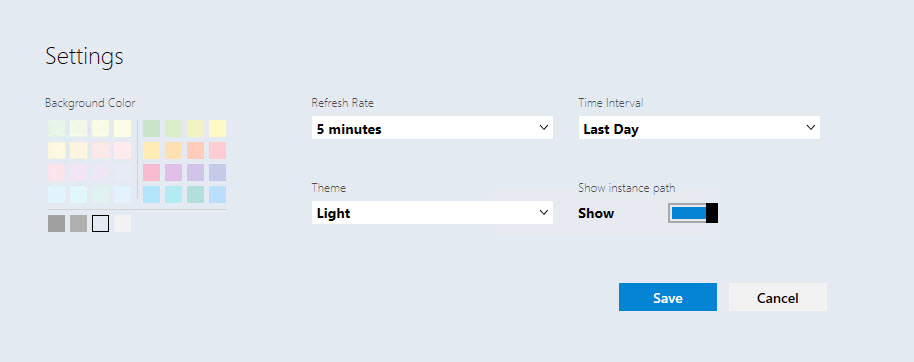 Settings
Background Color
Refresh Rate
Time Interval
5 minutes
Last Day
Theme
Show instance path
Light
Show
Save
Cancel